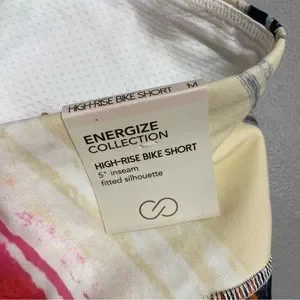 HIGH-RISE BIKE SHORT M
ENERGIZE
COLLECTION
HIGH-RISE BIKE SHORT
5" inseam
fitted silhouette